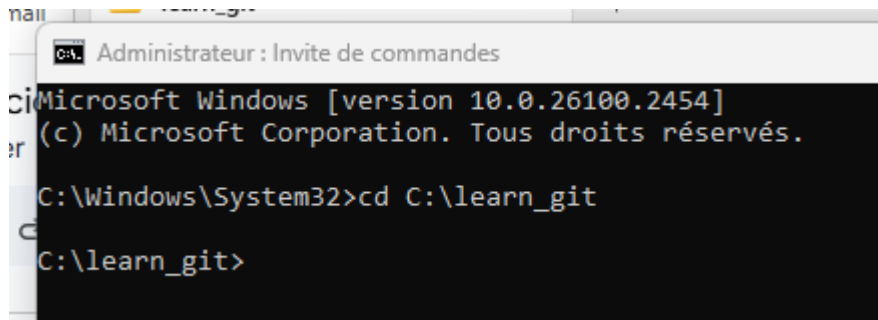 learn_git
Administrateur : Invite de commandes
Microsoft Windows [version 10.0.26100.2454]
(c) Microsoft Corporation. Tous droits réservés.
C:\Windows\System32>cd C:\learn_git
C:\learn_git>